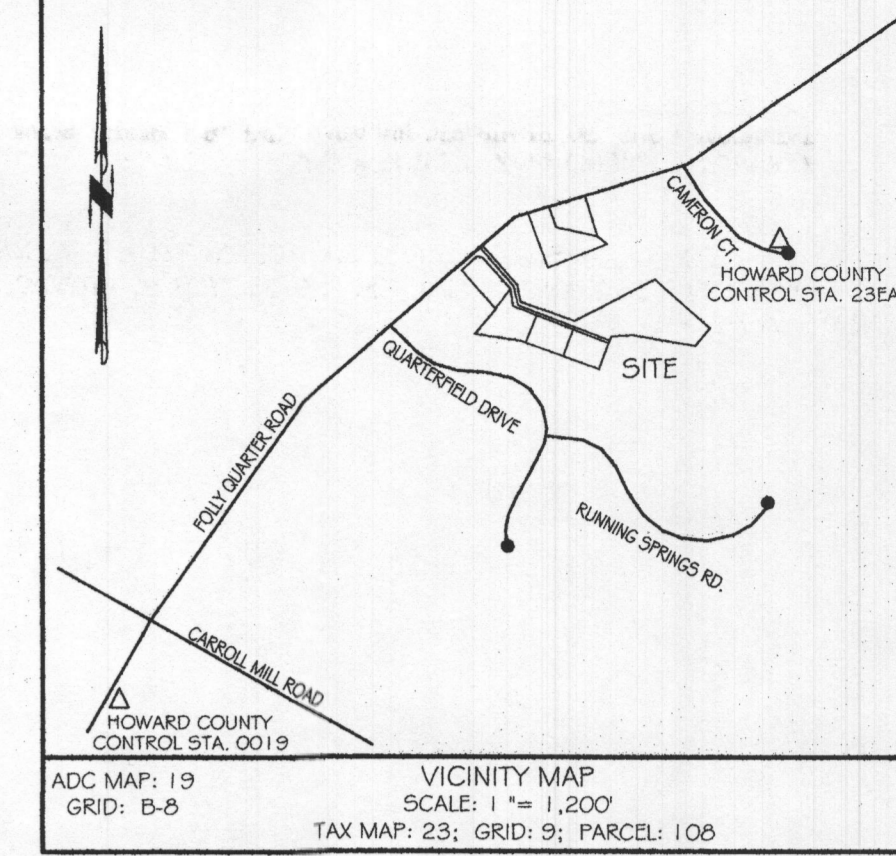 CAMERON CT.
HOWARD COUNTY
CONTROL STA. 23EA
SITE
QUARTERFIELD DRIVE
FOLLY QUARTER ROAD
RUNNING SPRINGS RD.
CARROLL MILL ROAD
HOWARD COUNTY
CONTROL STA. 0019
ADC MAP: 19
GRID: B-8
VICINITY MAP
SCALE: 1 "= 1,200'
TAX MAP: 23; GRID: 9; PARCEL: 108